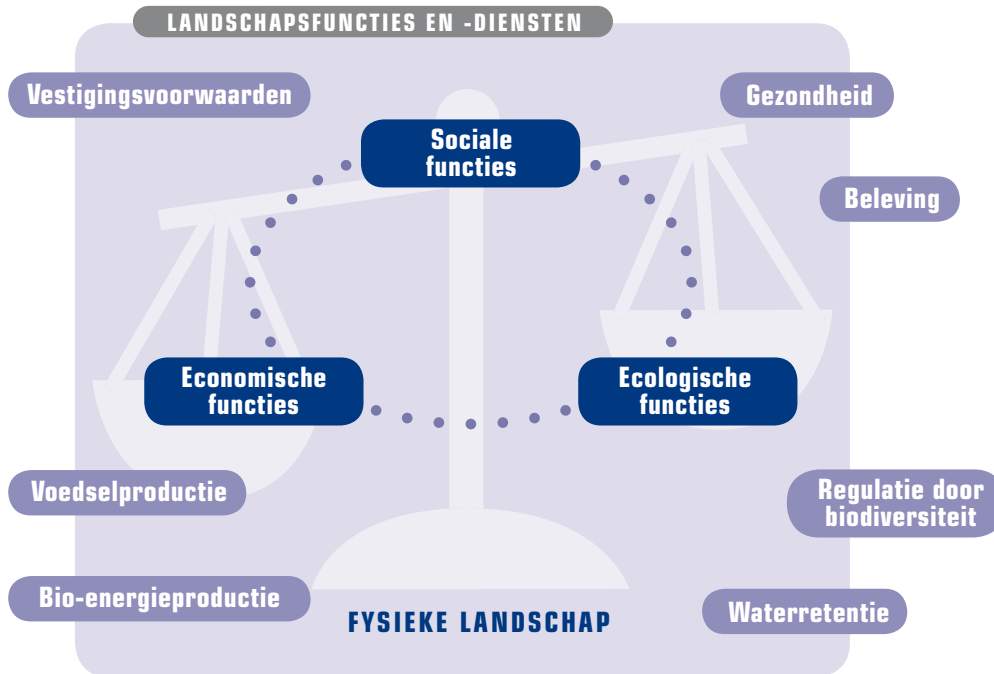 LANDSCHAPSFUNCTIES EN -DIENSTEN
Vestigingsvoorwaarden
Gezondheid
Sociale
functies
Beleving
Economische
functies
Ecologische
functies
Voedselproductie
Regulatie door
biodiversiteit
Bio-energieproductie
Waterretentie
FYSIEKE LANDSCHAP